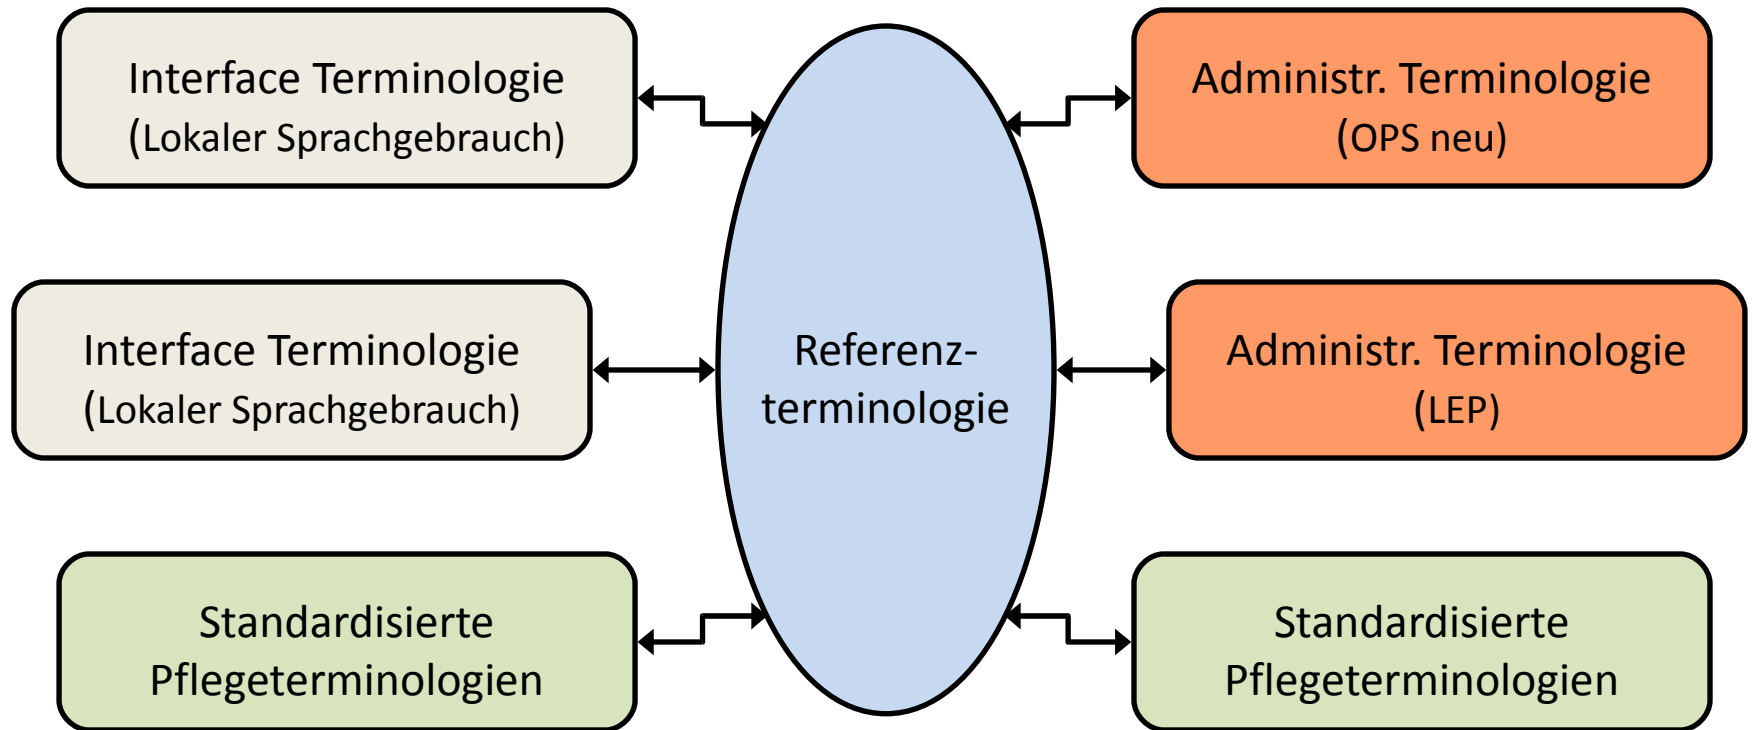 Interface Terminologie
(Lokaler Sprachgebrauch)
Administr. Terminologie
(OPS neu)
Interface Terminologie
(Lokaler Sprachgebrauch)
Referenz-
terminologie
Administr. Terminologie
(LEP)
Standardisierte
Pflegeterminologien
Standardisierte
Pflegeterminologien